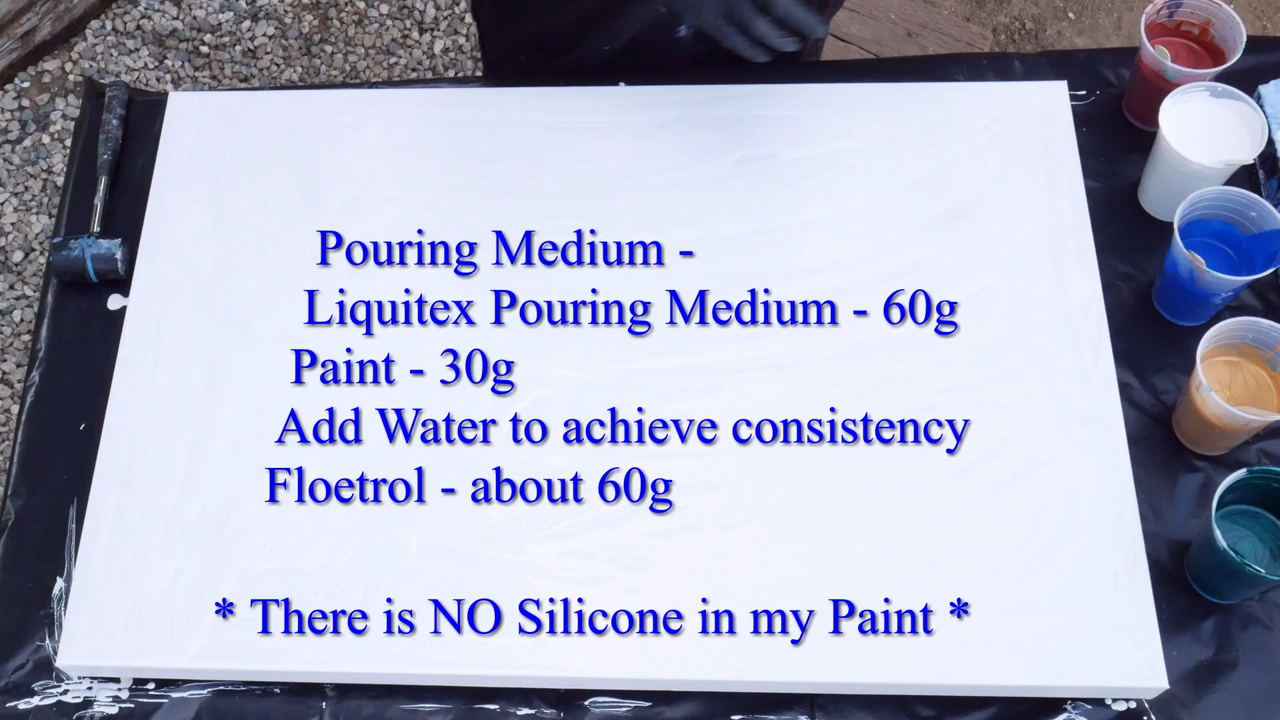 Pouring Medium -
Liquitex Pouring Medium - 60g
Paint - 30g
Add Water to achieve consistency
Floetrol - about 60g
* There is NO Silicone in my Paint *